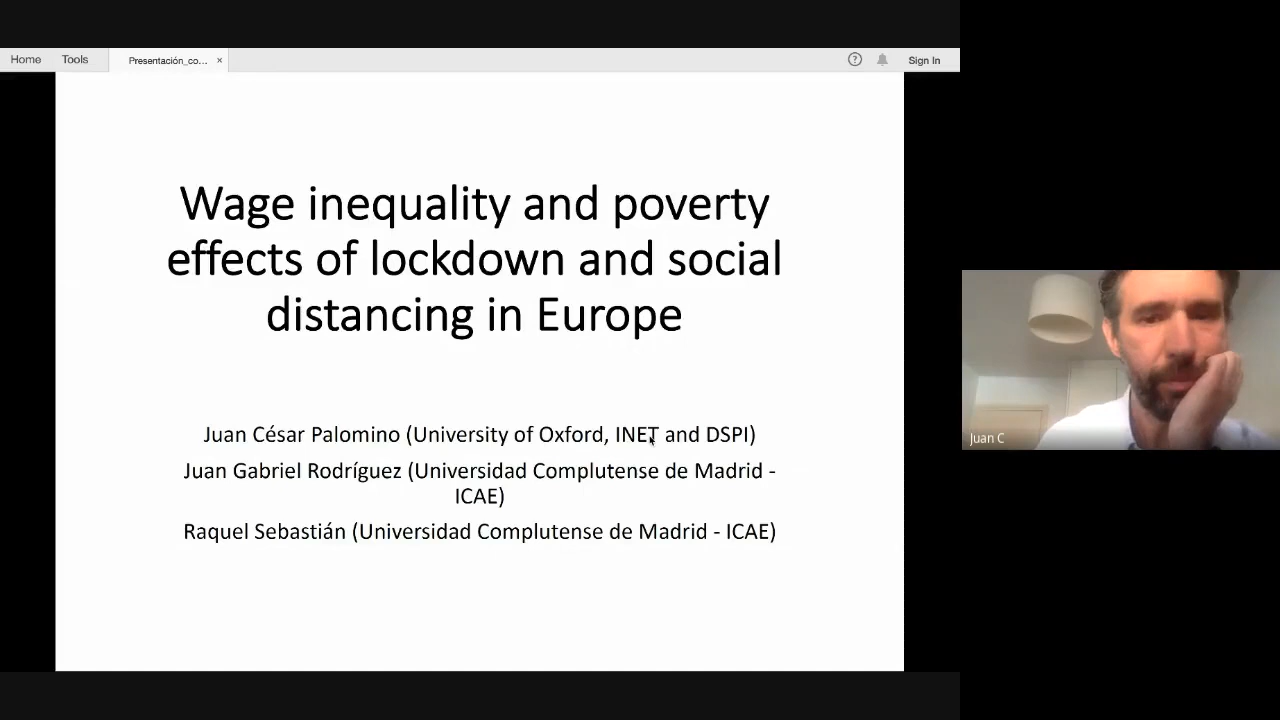 Home Tools Presentación_co... × ? Sign In
Wage inequality and poverty
effects of lockdown and social
distancing in Europe
Juan César Palomino (University of Oxford, INET and DSPI)
Juan Gabriel Rodríguez (Universidad Complutense de Madrid -
ICAE)
Raquel Sebastián (Universidad Complutense de Madrid - ICAE)
Juan C